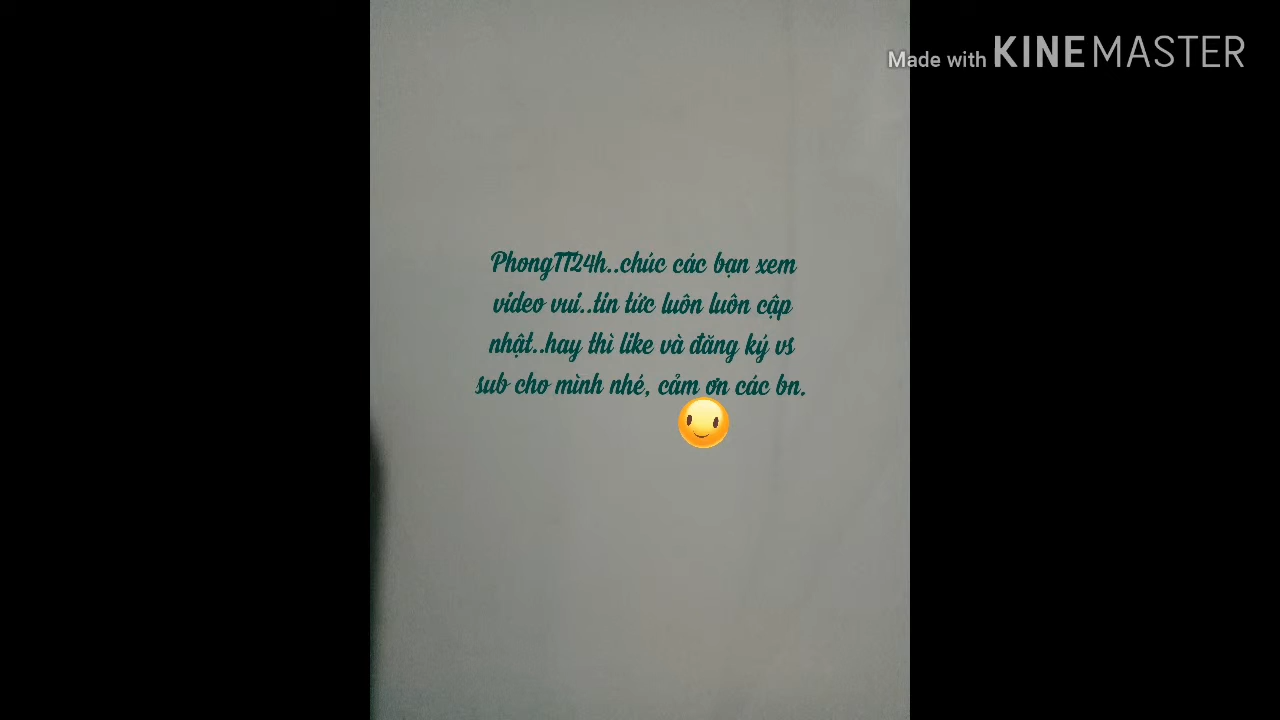 Made with KINEMASTER
PhongTT24h..chúc các bạn xem
video vui..tin tức luôn luôn cập
nhật..hay thì like và đăng ký vs
sub cho mình nhé, cảm ơn các bn.